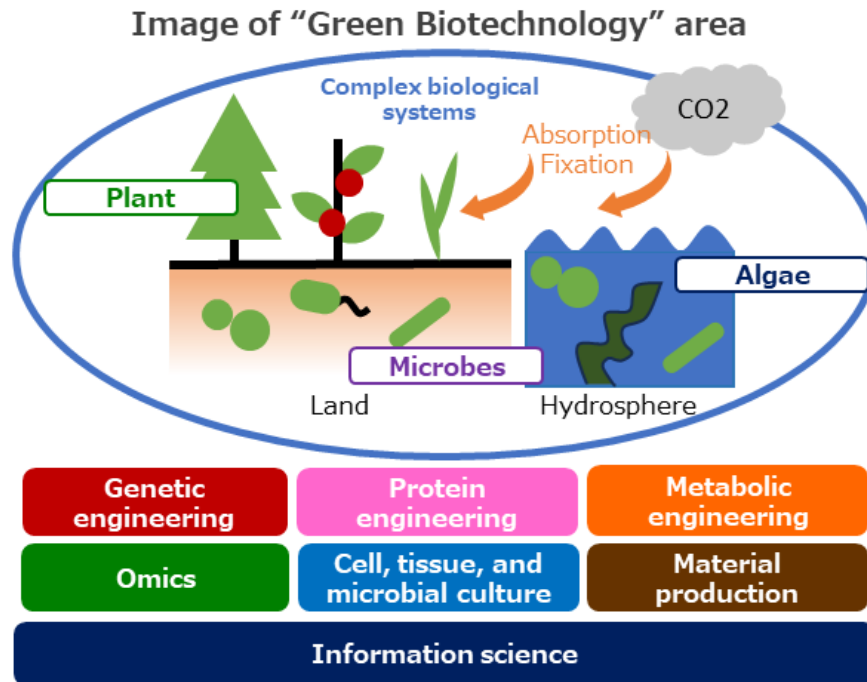 Image of “Green Biotechnology” area
Complex biological
systems
CO2
Absorption
Fixation
Plant
Algae
Microbes
Land
Hydrosphere
Genetic
engineering
Protein
engineering
Metabolic
engineering
Omics
Cell, tissue, and
microbial culture
Material
production
Information science